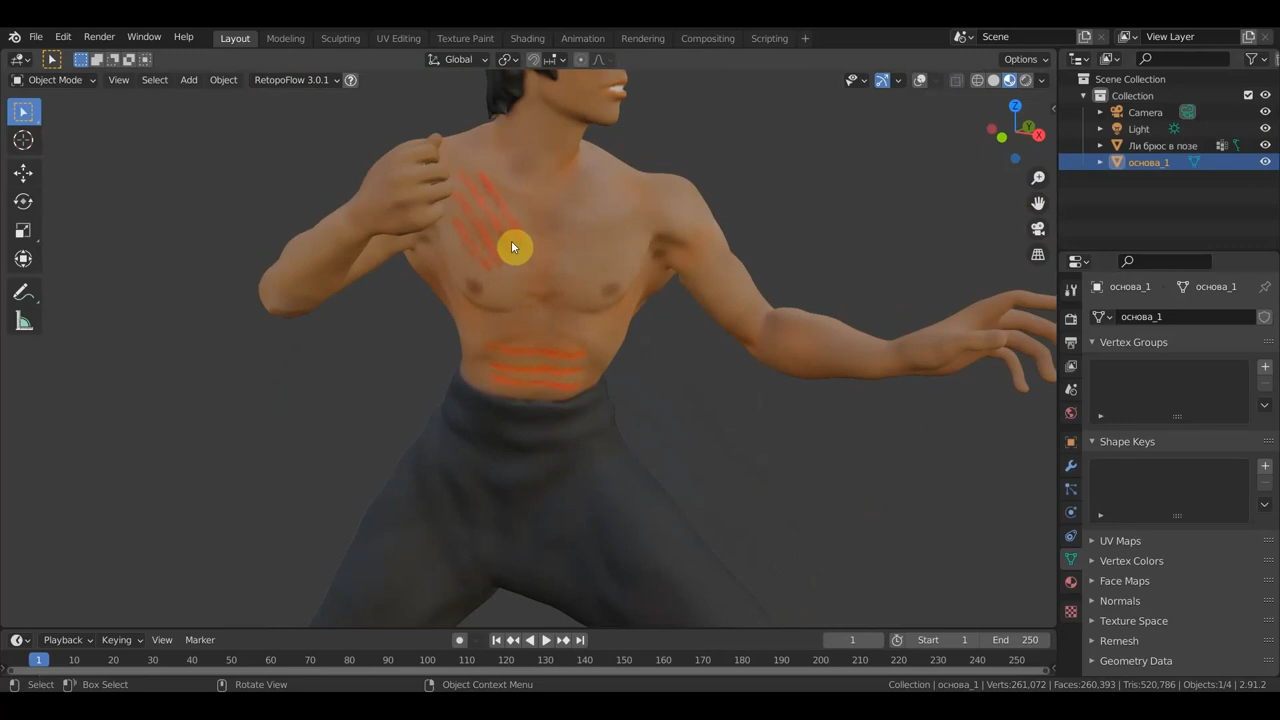 File Edit Render Window Help Layout Modeling Sculpting UV Editing Texture Paint Shading Animation Rendering Compositing Scripting + Scene View Layer
Global Options
Object Mode View Select Add Object RetopoFlow 3.0.1 ?
Z
Y
X
Scene Collection
Collection
Camera
Light
Ли брюс в позе
основа_1
основа_1 основа_1
основа_1
Vertex Groups
Shape Keys
UV Maps
Vertex Colors
Face Maps
Normals
Texture Space
Remesh
Geometry Data
Playback Keying View Marker 1 Start 1 End 250
1 10 20 30 40 50 60 70 80 90 100 110 120 130 140 150 160 170 180 190 200 210 220 230 240 250
Select Box Select Rotate View Object Context Menu Collection | основа_1 | Verts:261,072 | Faces:260,393 | Tris:520,786 | Objects:1/4 | 2.91.2